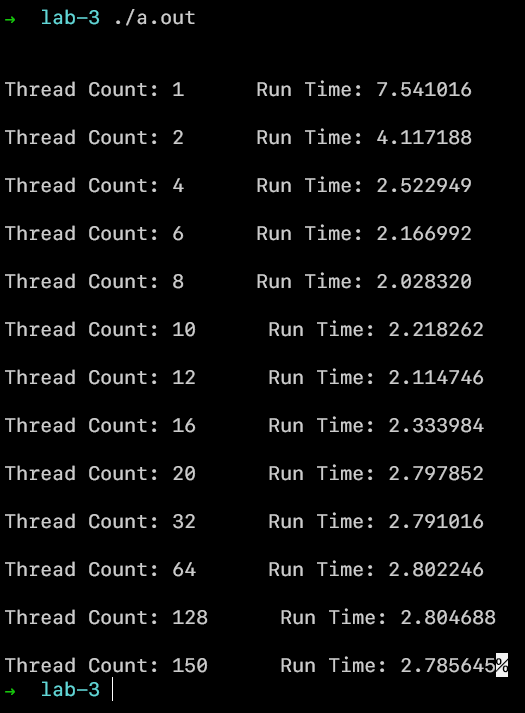 → lab-3 ./a.out
Thread Count: 1 Run Time: 7.541016
Thread Count: 2 Run Time: 4.117188
Thread Count: 4 Run Time: 2.522949
Thread Count: 6 Run Time: 2.166992
Thread Count: 8 Run Time: 2.028320
Thread Count: 10 Run Time: 2.218262
Thread Count: 12 Run Time: 2.114746
Thread Count: 16 Run Time: 2.333984
Thread Count: 20 Run Time: 2.797852
Thread Count: 32 Run Time: 2.791016
Thread Count: 64 Run Time: 2.802246
Thread Count: 128 Run Time: 2.804688
Thread Count: 150 Run Time: 2.785645%
→ lab-3